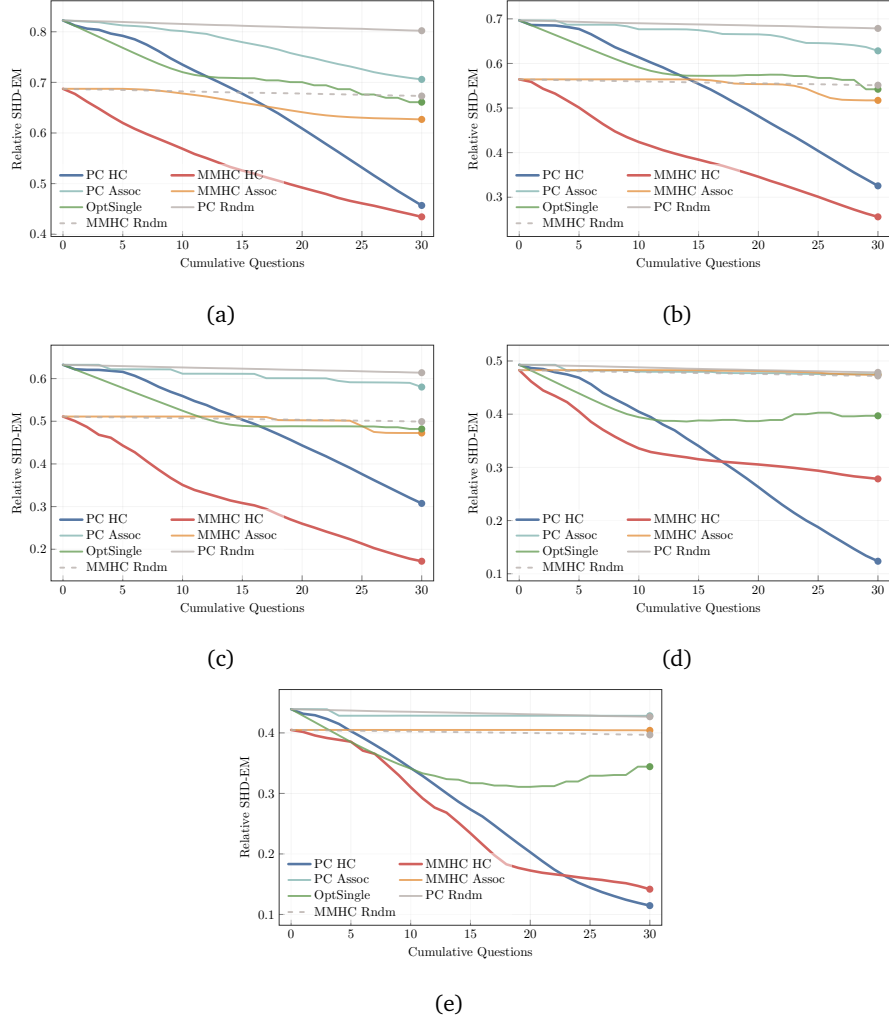 0.8
0.7
0.6
0.5
0.4
Relative SHD-EM
PC HC
MMHC HC
PC Assoc
MMHC Assoc
OptSingle
PC Rndm
MMHC Rndm
0 5 10 15 20 25 30
Cumulative Questions
(a)
0.7
0.6
0.5
0.4
0.3
Relative SHD-EM
PC HC
MMHC HC
PC Assoc
MMHC Assoc
OptSingle
PC Rndm
MMHC Rndm
0 5 10 15 20 25 30
Cumulative Questions
(b)
0.6
0.5
0.4
0.3
0.2
Relative SHD-EM
PC HC
MMHC HC
PC Assoc
MMHC Assoc
OptSingle
PC Rndm
MMHC Rndm
0 5 10 15 20 25 30
Cumulative Questions
(c)
0.5
0.4
0.3
0.2
0.1
Relative SHD-EM
PC HC
MMHC HC
PC Assoc
MMHC Assoc
OptSingle
PC Rndm
MMHC Rndm
0 5 10 15 20 25 30
Cumulative Questions
(d)
0.4
0.3
0.2
0.1
Relative SHD-EM
PC HC
MMHC HC
PC Assoc
MMHC Assoc
OptSingle
PC Rndm
MMHC Rndm
0 5 10 15 20 25 30
Cumulative Questions
(e)